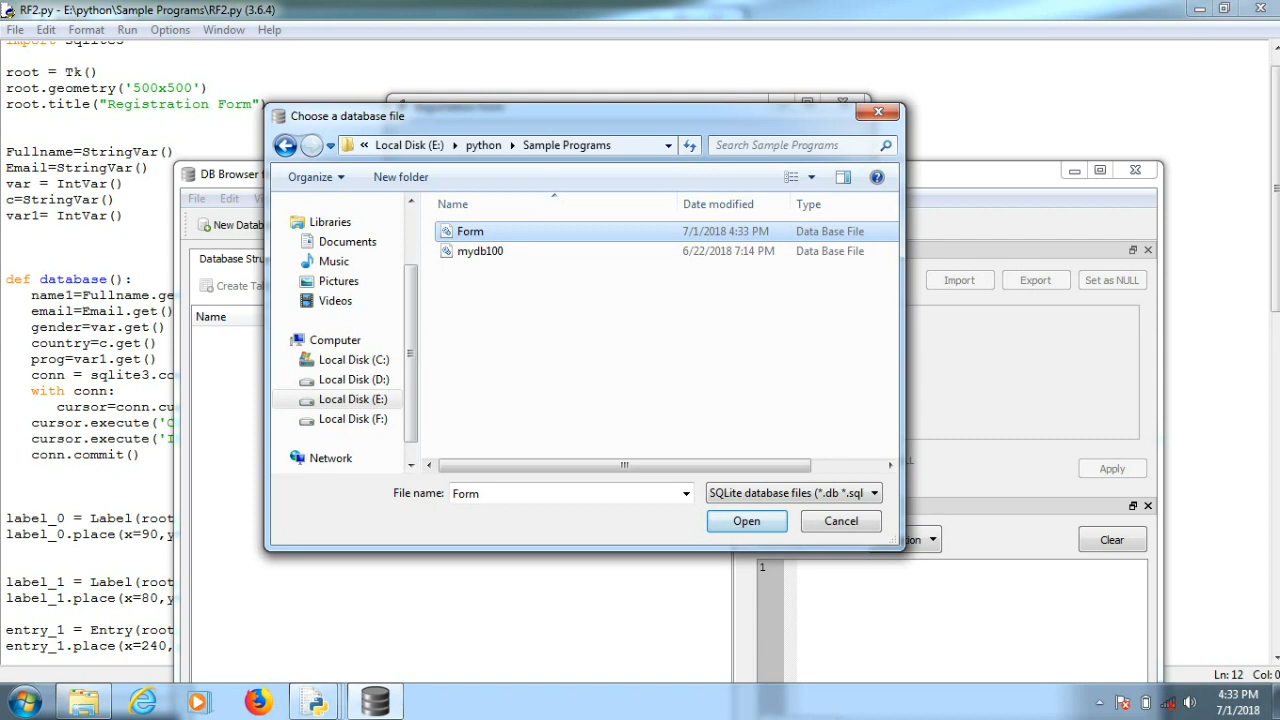 RF2.py - E:\python\Sample Programs\RF2.py (3.6.4)
File Edit Format Run Options Window Help
root = Tk()
root.geometry('500x500')
root.title("Registration Form")
Fullname=StringVar()
Email=StringVar()
var = IntVar()
c=StringVar()
var1= IntVar()
def database():
name1=Fullname.ge
email=Email.get()
gender=var.get()
country=c.get()
prog=var1.get()
conn = sqlite3.co
with conn:
cursor=conn.cu
cursor.execute('C
cursor.execute('I
conn.commit()
label_0 = Label(root
label_0.place(x=90,y
label_1 = Label(root
label_1.place(x=80,y
entry_1 = Entry(root
entry_1.place(x=240,
DB Browser f
File Edit Vi
New Datab
Database Stru
Create Tab
Name
Choose a database file
« Local Disk (E:) python Sample Programs
Search Sample Programs
Organize New folder
Name Date modified Type
Form 7/1/2018 4:33 PM Data Base File
mydb100 6/22/2018 7:14 PM Data Base File
Libraries
Documents
Music
Pictures
Videos
Computer
Local Disk (C:)
Local Disk (D:)
Local Disk (E:)
Local Disk (F:)
Network
File name: Form SQLite database files (*.db *.sql
Open Cancel
Import Export Set as NULL
Apply
Clear
1
Ln: 12 Col: 0
4:33 PM
7/1/2018